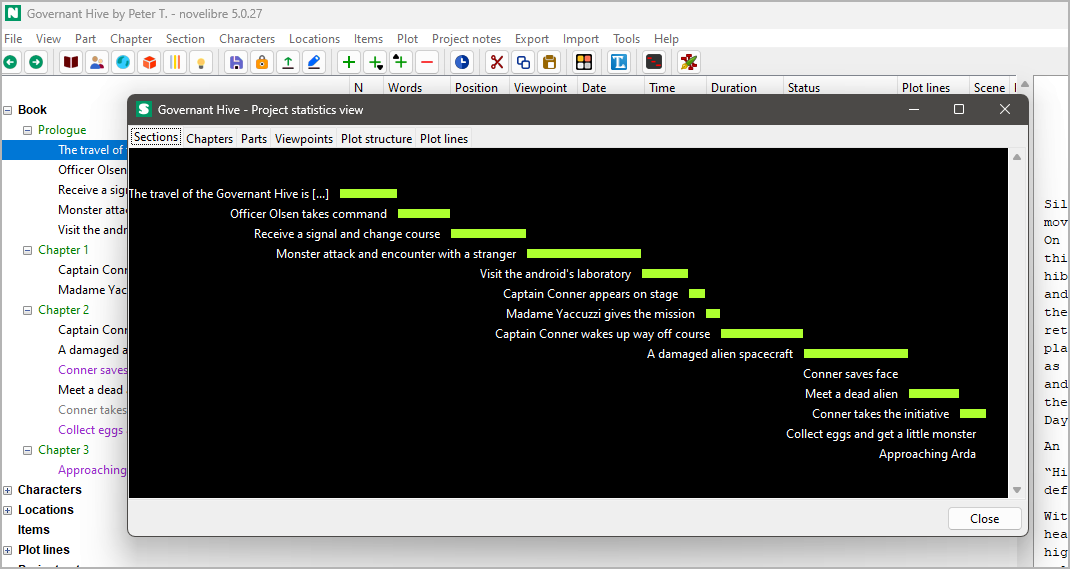 Governant Hive by Peter T. - novelibre 5.0.27
File View Part Chapter Section Characters Locations Items Plot Project notes Export Import Tools Help
N Words Position Viewpoint Date Time Duration Status Plot lines Scene
Governant Hive - Project statistics view
Sections Chapters Parts Viewpoints Plot structure Plot lines
The travel of the Governant Hive is [...]
Officer Olsen takes command
Receive a signal and change course
Monster attack and encounter with a stranger
Visit the android's laboratory
Captain Conner appears on stage
Madame Yaccuzzi gives the mission
Captain Conner wakes up way off course
A damaged alien spacecraft
Conner saves face
Meet a dead alien
Conner takes the initiative
Collect eggs and get a little monster
Approaching Arda
Close
Book
Prologue
The travel of
Officer Olsen
Receive a sig
Monster atta
Visit the andr
Chapter 1
Captain Conn
Madame Yac
Chapter 2
Captain Conn
A damaged a
Conner saves
Meet a dead
Conner takes
Collect eggs
Chapter 3
Approaching
Characters
Locations
Items
Plot lines
Sil
mov
On
thi
hib
and
the
ret
pla
as
and
the
Day
An
“Hi
def
Wit
hea
hig